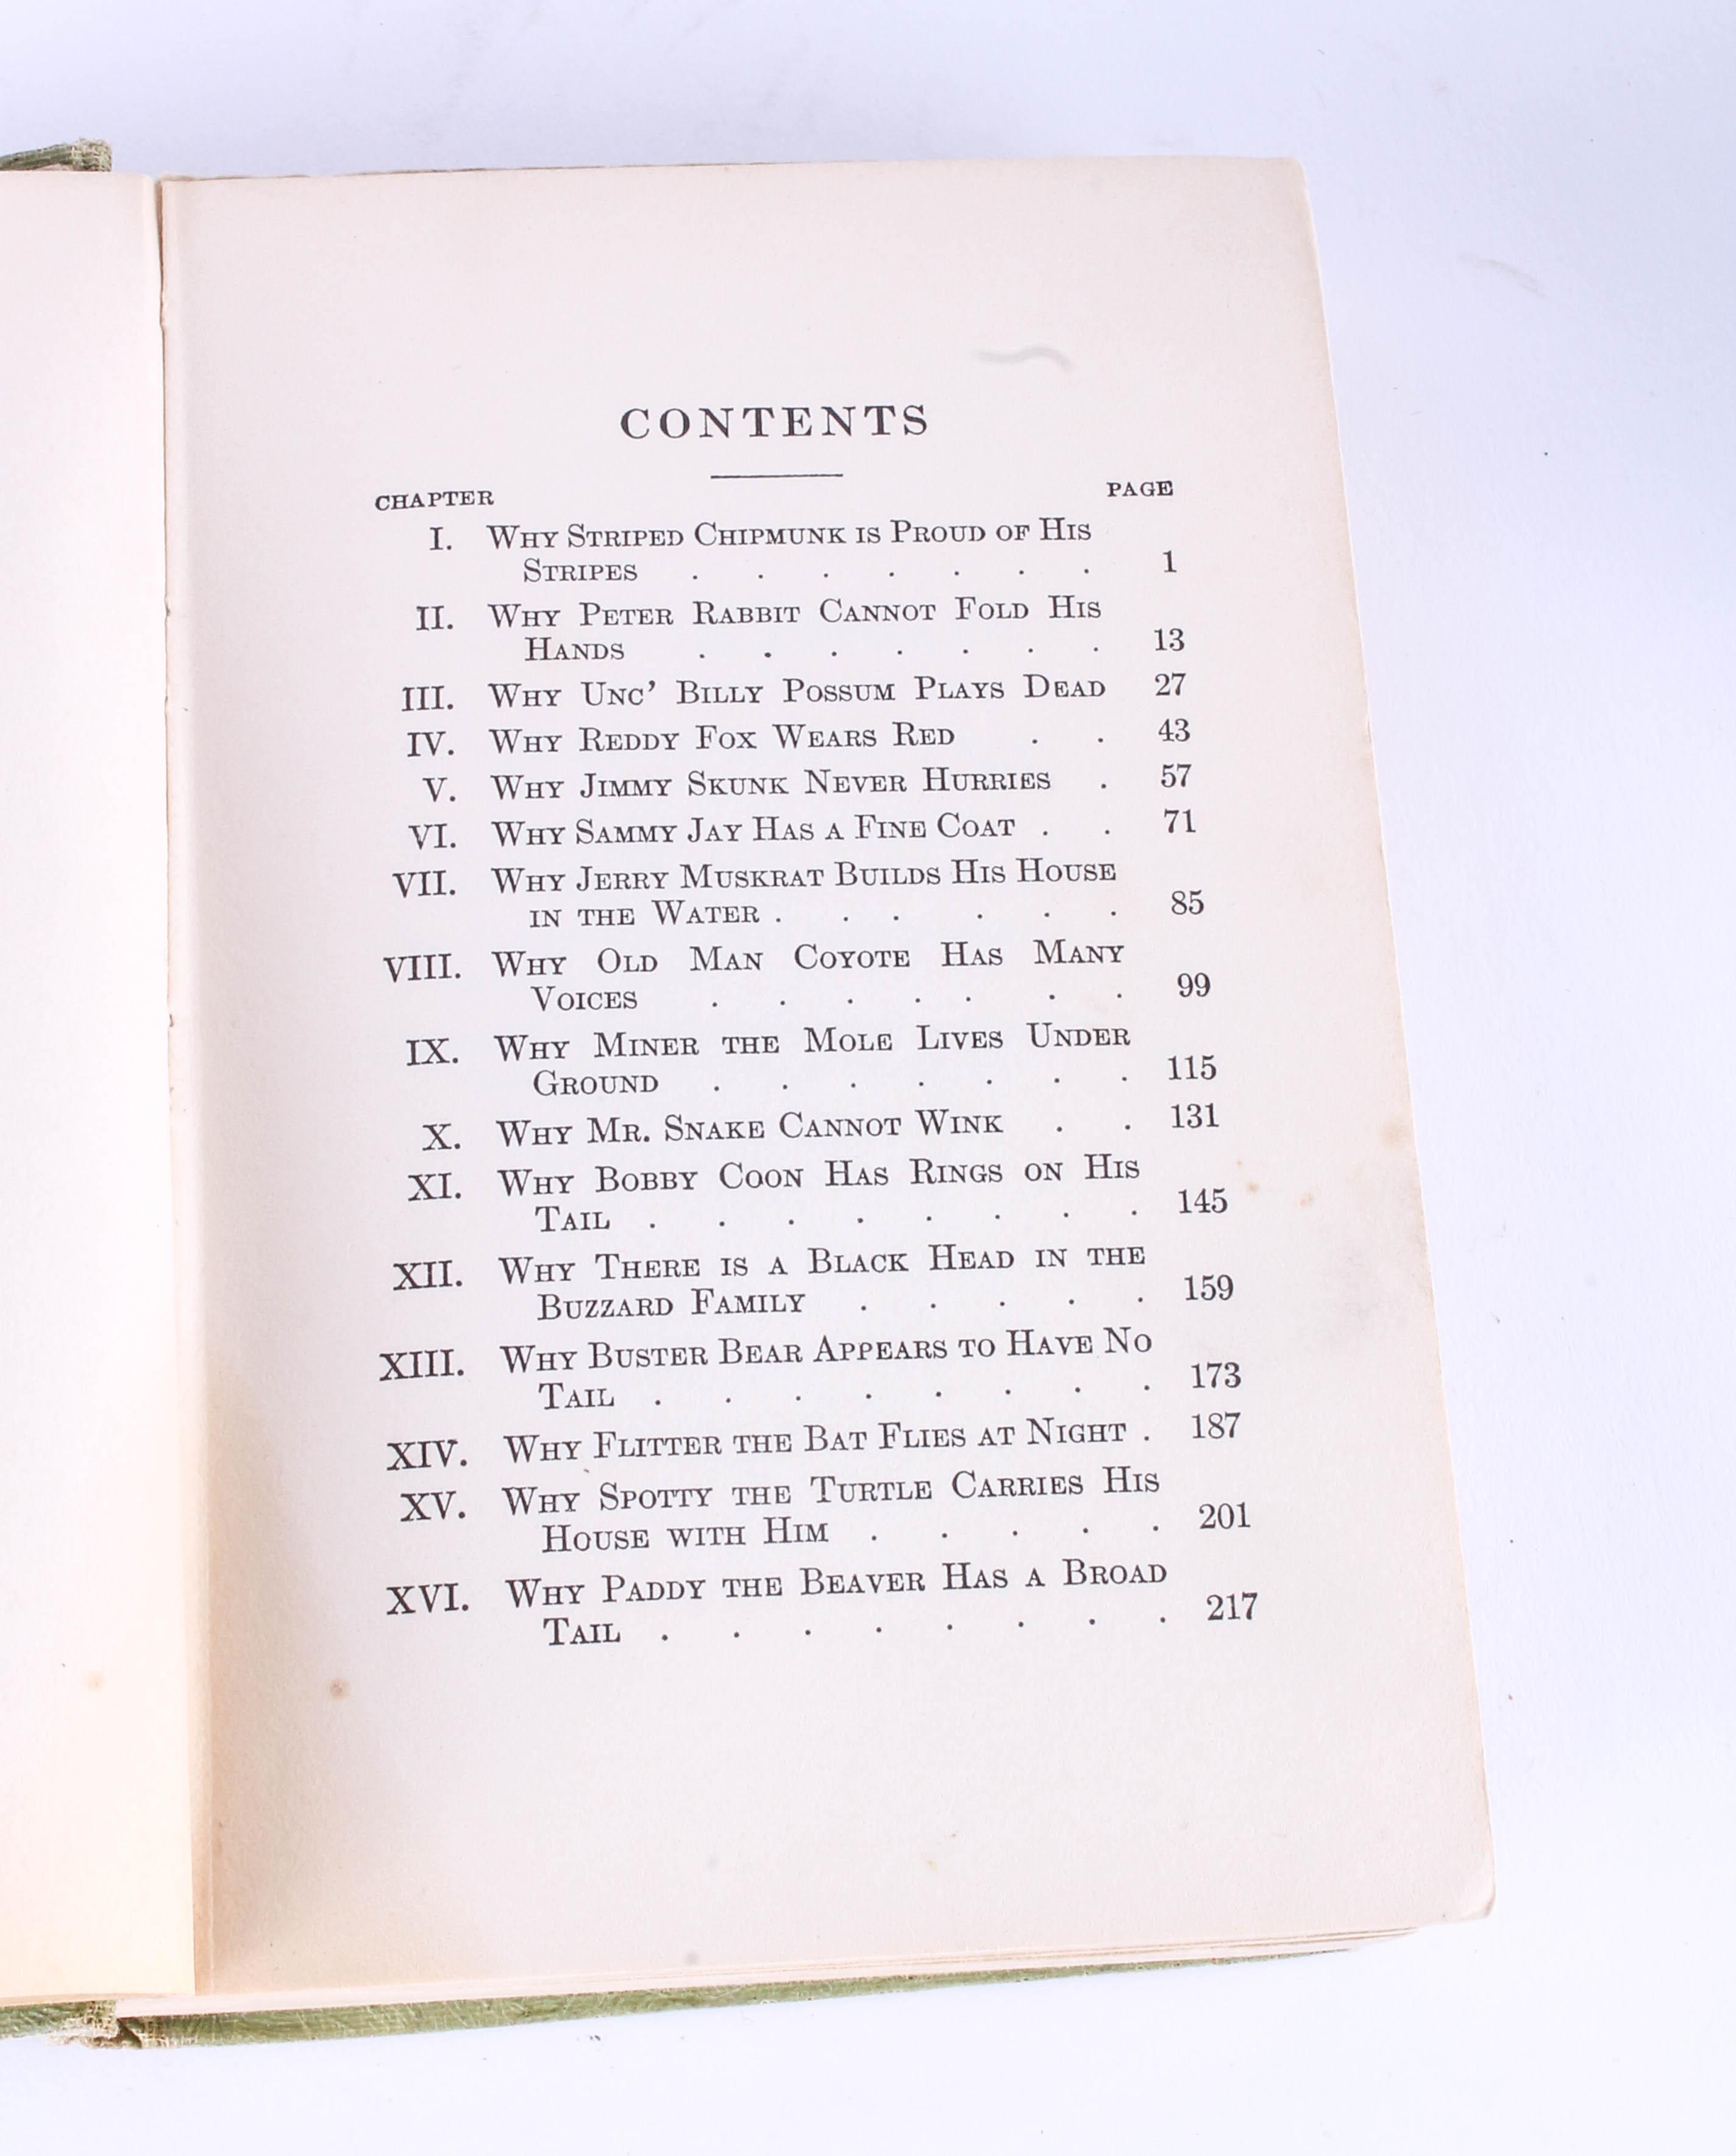 CONTENTS
CHAPTER PAGE
I. WHY STRIPED CHIPMUNK IS PROUD OF HIS
STRIPES . . . . . . . 1
II. WHY PETER RABBIT CANNOT FOLD HIS
HANDS . . . . . . . 13
III. WHY UNC' BILLY POSSUM PLAYS DEAD 27
IV. WHY REDDY FOX WEARS RED . . 43
V. WHY JIMMY SKUNK NEVER HURRIES . 57
VI. WHY SAMMY JAY HAS A FINE COAT . . 71
VII. WHY JERRY MUSKRAT BUILDS HIS HOUSE
IN THE WATER . . . . . . 85
VIII. WHY OLD MAN COYOTE HAS MANY
VOICES . . . . . . . 99
IX. WHY MINER THE MOLE LIVES UNDER
GROUND . . . . . . . 115
X. WHY MR. SNAKE CANNOT WINK . . 131
XI. WHY BOBBY COON HAS RINGS ON HIS
TAIL . . . . . . . . 145
XII. WHY THERE IS A BLACK HEAD IN THE
BUZZARD FAMILY . . . . . 159
XIII. WHY BUSTER BEAR APPEARS TO HAVE NO
TAIL . . . . . . . . 173
XIV. WHY FLITTER THE BAT FLIES AT NIGHT . 187
XV. WHY SPOTTY THE TURTLE CARRIES HIS
HOUSE WITH HIM . . . . . 201
XVI. WHY PADDY THE BEAVER HAS A BROAD
TAIL . . . . . . . . 217